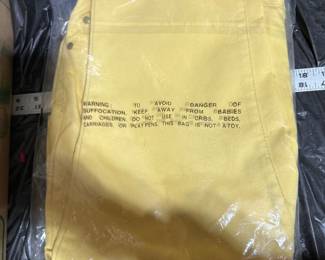 WARNING: TO AVOID DANGER OF
SUFFOCATION, KEEP AWAY FROM BABIES
AND CHILDREN. DO NOT USE IN CRIBS, BEDS,
CARRIAGES, OR PLAYPENS. THIS BAG IS NOT A TOY.
18